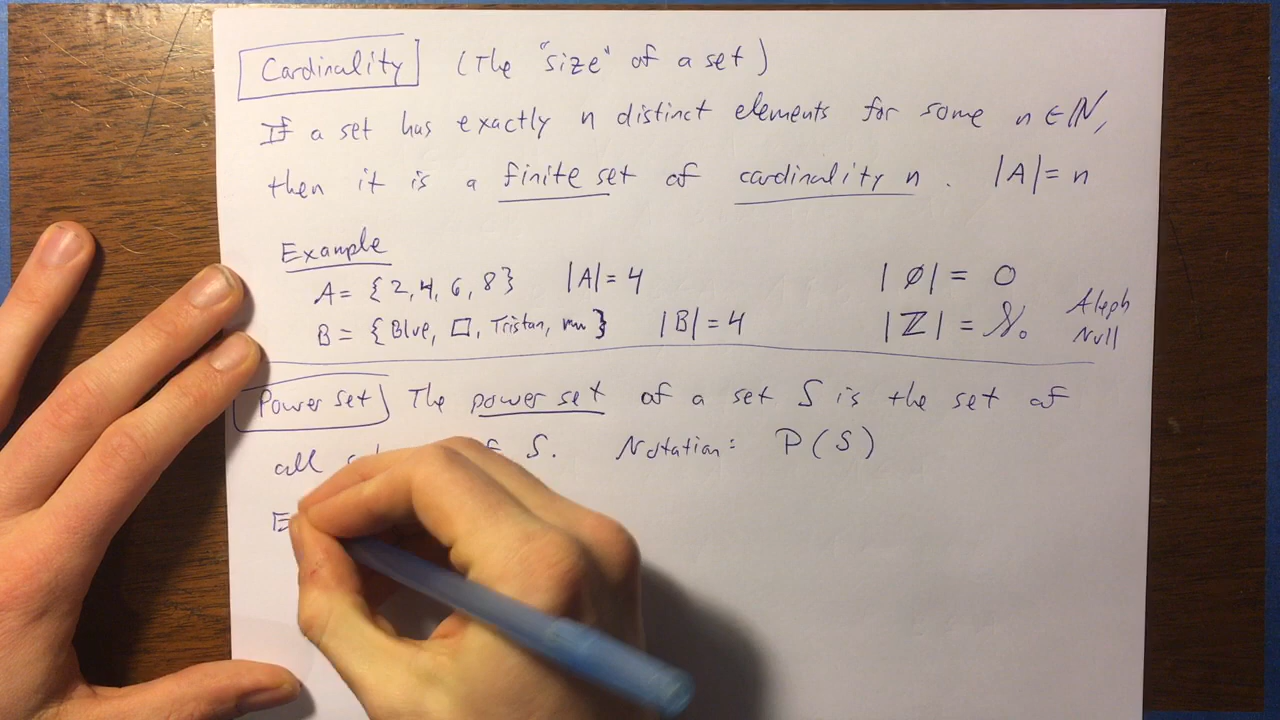 Cardinality (The "size" of a set)
If a set has exactly n distinct elements for some n ∈ ℕ,
then it is a finite set of cardinality n. |A| = n
Example
A = {2, 4, 6, 8} |A| = 4 |∅| = 0
B = {Blue, □, Tristan, } |B| = 4 |ℤ| = ℵ₀ Aleph Null
Power set The power set of a set S is the set of
all S. Notation: P(S)
E